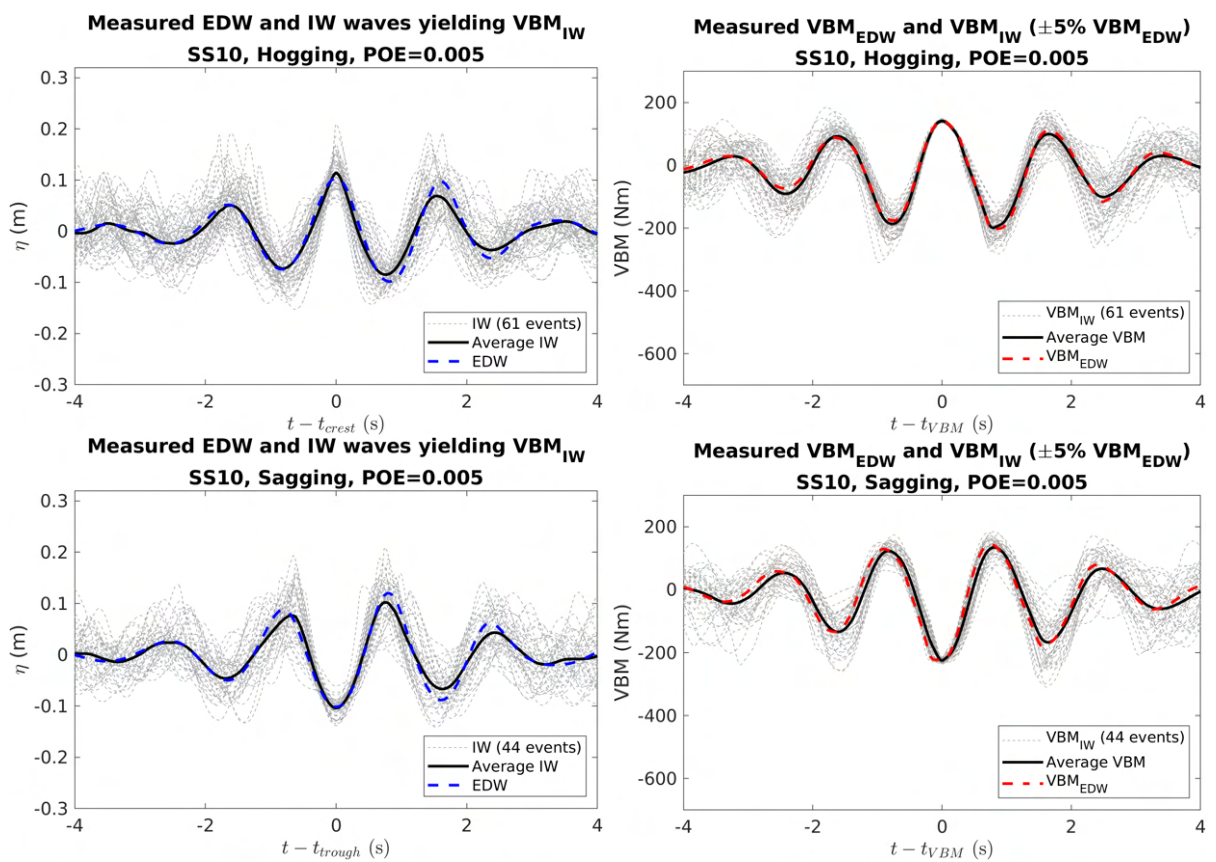 Measured EDW and IW waves yielding VBM_IW
SS10, Hogging, POE=0.005
0.3
0.2
0.1
0
-0.1
-0.2
-0.3
η (m)
IW (61 events)
Average IW
EDW
-4 -2 0 2 4
t − t_crest (s)
Measured VBM_EDW and VBM_IW (±5% VBM_EDW)
SS10, Hogging, POE=0.005
200
0
-200
-400
-600
VBM (Nm)
VBM_IW (61 events)
Average VBM
VBM_EDW
-4 -2 0 2 4
t − t_VBM (s)
Measured EDW and IW waves yielding VBM_IW
SS10, Sagging, POE=0.005
0.3
0.2
0.1
0
-0.1
-0.2
-0.3
η (m)
IW (44 events)
Average IW
EDW
-4 -2 0 2 4
t − t_trough (s)
Measured VBM_EDW and VBM_IW (±5% VBM_EDW)
SS10, Sagging, POE=0.005
200
0
-200
-400
-600
VBM (Nm)
VBM_IW (44 events)
Average VBM
VBM_EDW
-4 -2 0 2 4
t − t_VBM (s)